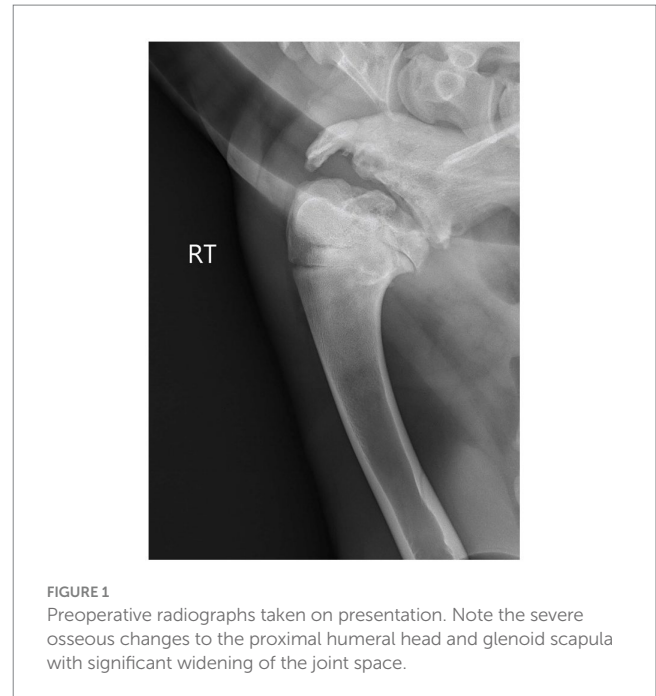 RT
FIGURE 1
Preoperative radiographs taken on presentation. Note the severe
osseous changes to the proximal humeral head and glenoid scapula
with significant widening of the joint space.